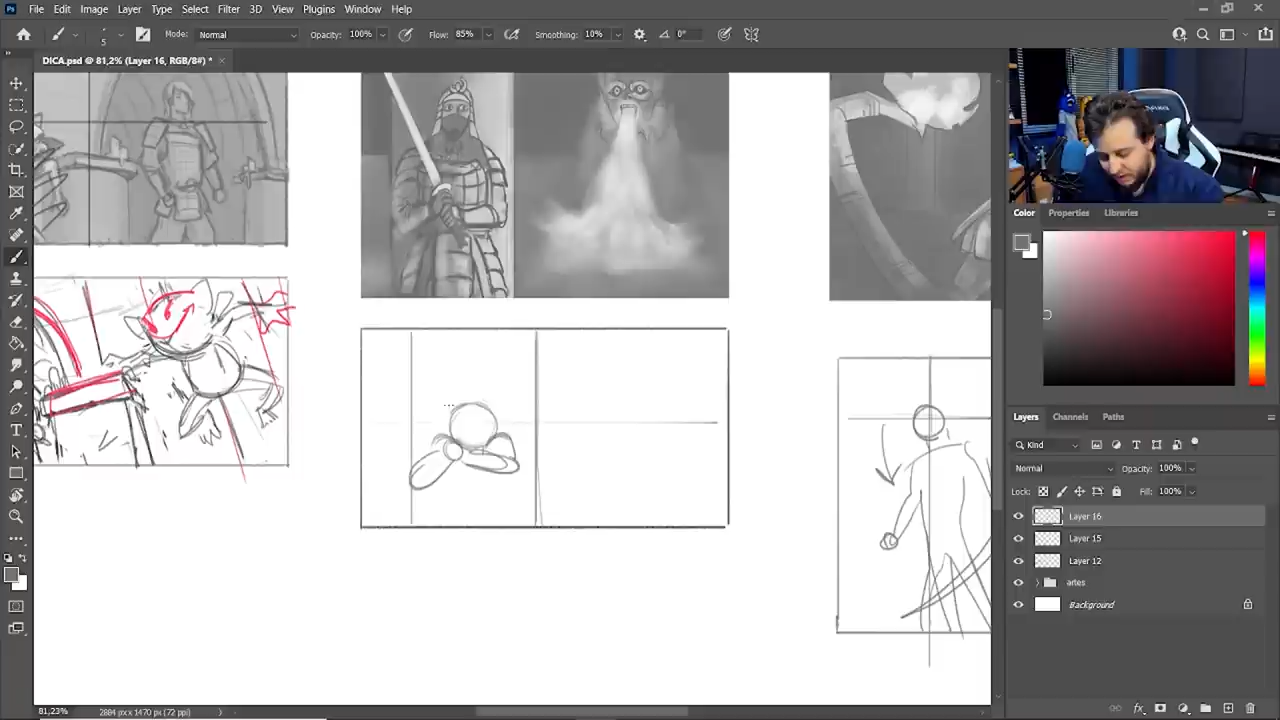 Ps File Edit Image Layer Type Select Filter 3D View Plugins Window Help
5 Mode: Normal Opacity: 100% Flow: 85% Smoothing: 10% 0°
DICA.psd @ 81,2% (Layer 16, RGB/8#) * ×
Color Properties Libraries
Layers Channels Paths
Kind
Normal Opacity: 100%
Lock: Fill: 100%
Layer 16
Layer 15
Layer 12
artes
Background
81,23% 2884 px x 1470 px (72 ppi)